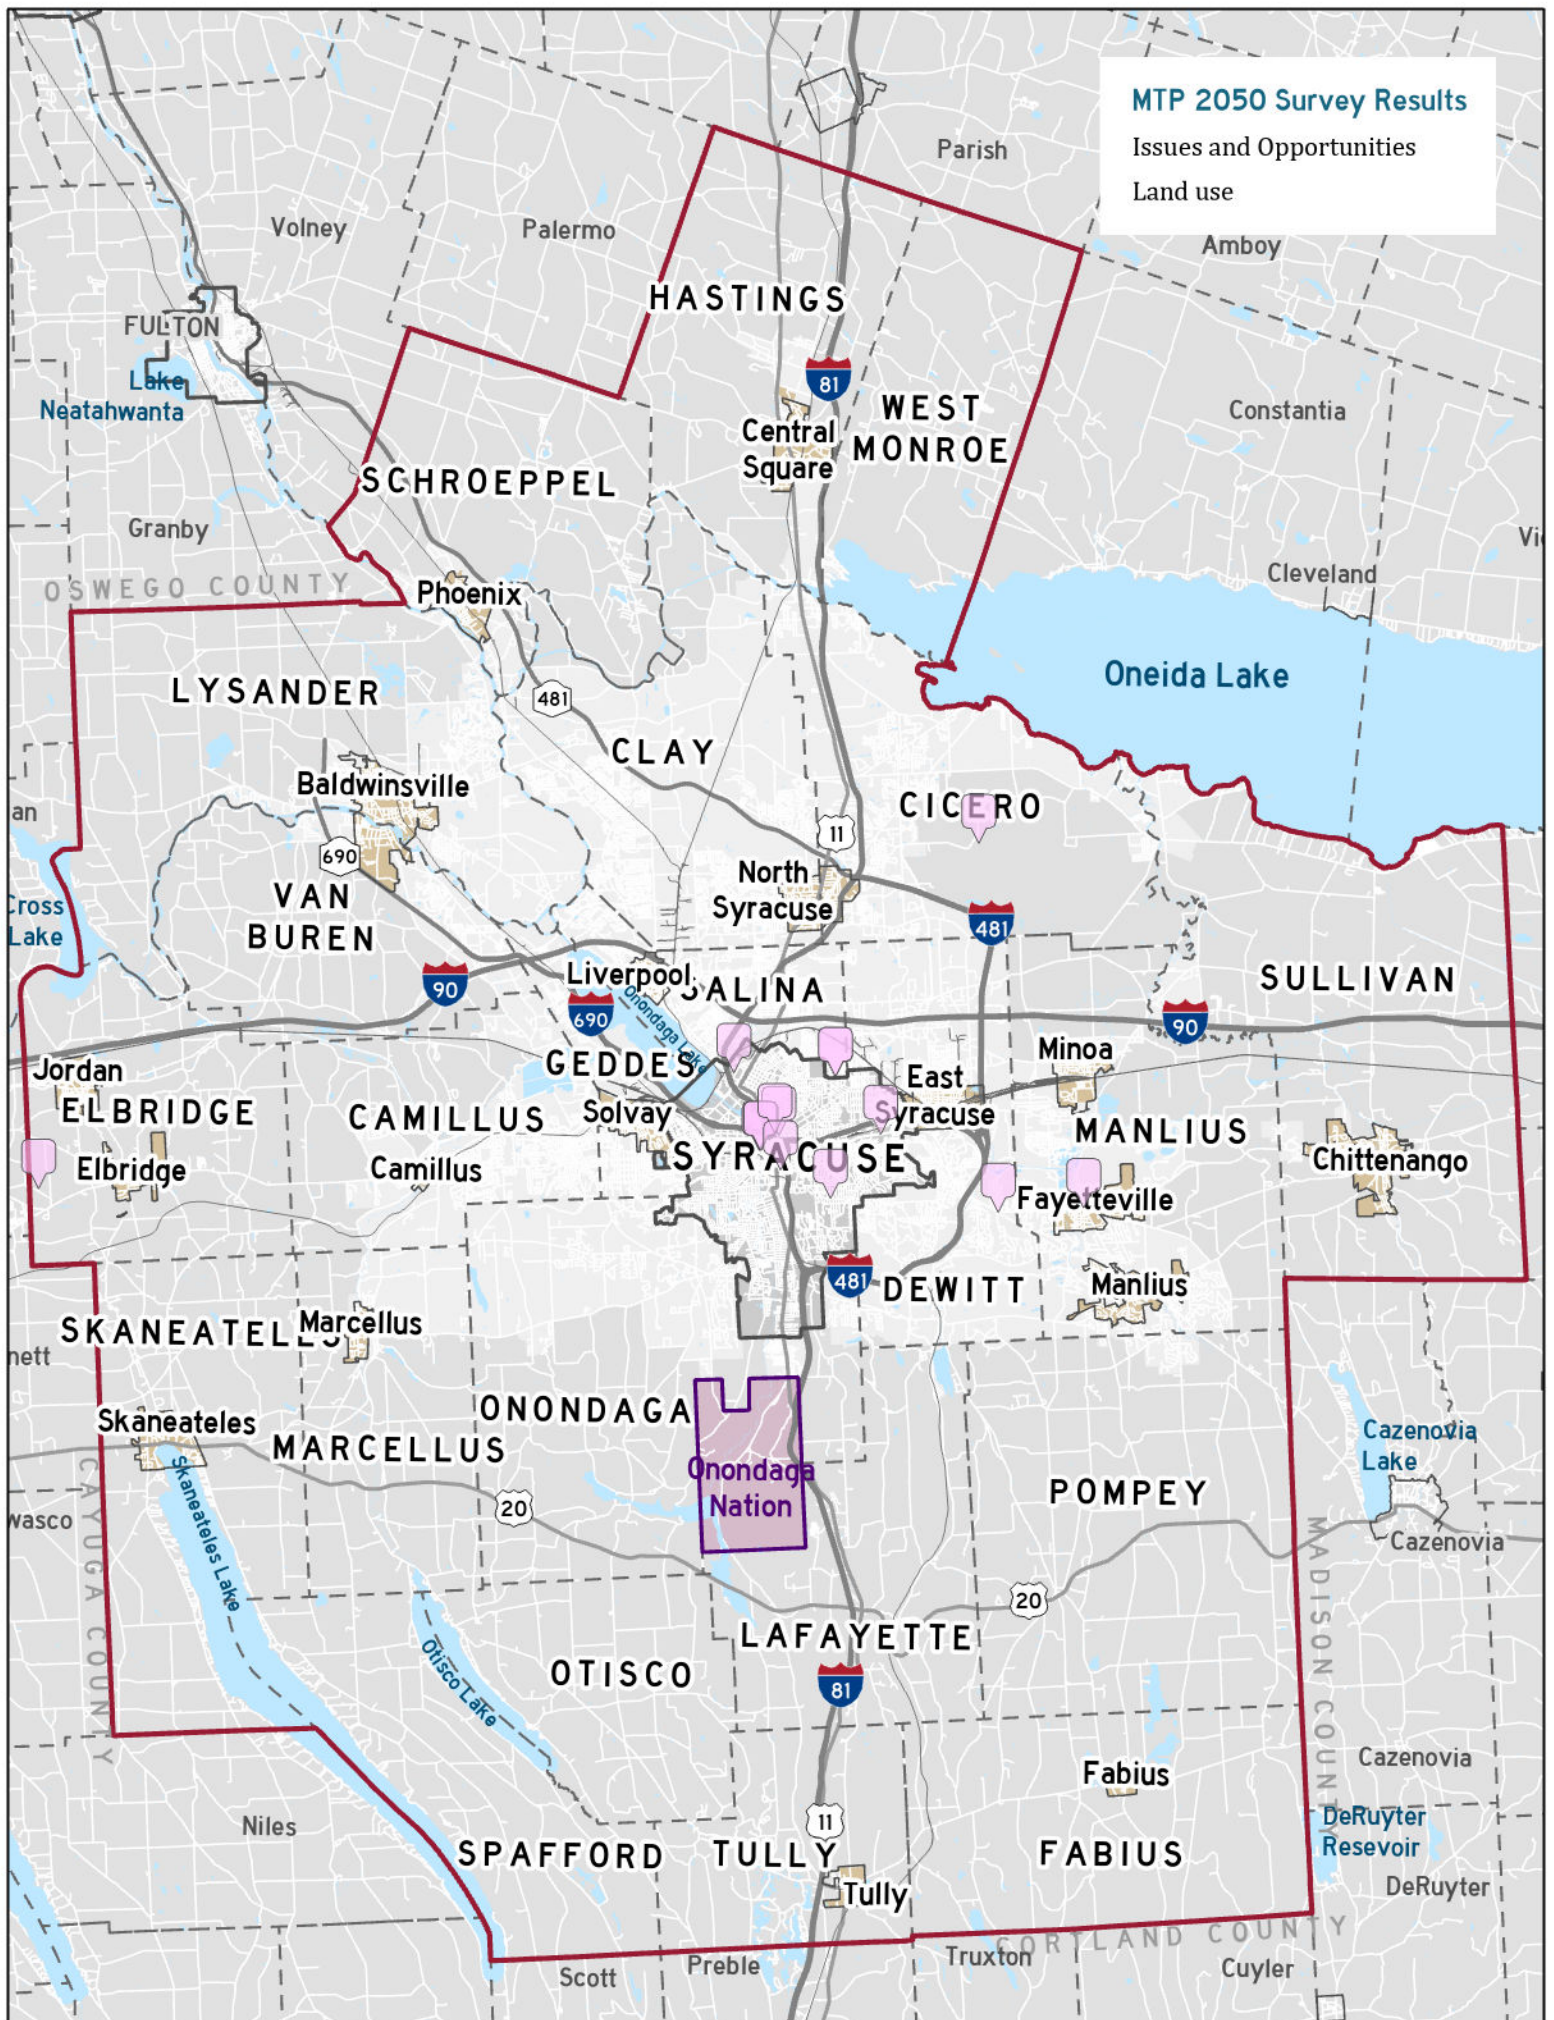 MTP 2050 Survey Results
Issues and Opportunities
Land use
Parish
Volney
Palermo
Amboy
HASTINGS
FULTON
Lake
Neatahwanta
81
WEST
MONROE
Constantia
Central
Square
SCHROEPPEL
Granby
OSWEGO COUNTY
Phoenix
Cleveland
Oneida Lake
LYSANDER
481
CLAY
Baldwinsville
CICERO
an
11
690
North
Syracuse
VAN
BUREN
Cross
Lake
481
Liverpool
SALINA
SULLIVAN
90
690
Onondaga Lake
90
Minoa
GEDDES
Jordan
East
Syracuse
ELBRIDGE
CAMILLUS
Solvay
MANLIUS
SYRACUSE
Elbridge
Camillus
Chittenango
Fayetteville
481
DEWITT
Manlius
SKANEATELES
Marcellus
nett
ONONDAGA
Skaneateles
MARCELLUS
Onondaga
Nation
Cazenovia
Lake
POMPEY
20
wasco
CAYUGA COUNTY
Skaneateles Lake
MADISON COUNTY
Cazenovia
20
LAFAYETTE
Otisco Lake
OTISCO
81
Fabius
Cazenovia
11
DeRuyter
Resevoir
Niles
SPAFFORD
TULLY
FABIUS
Tully
DeRuyter
CORTLAND COUNTY
Truxton
Preble
Scott
Cuyler